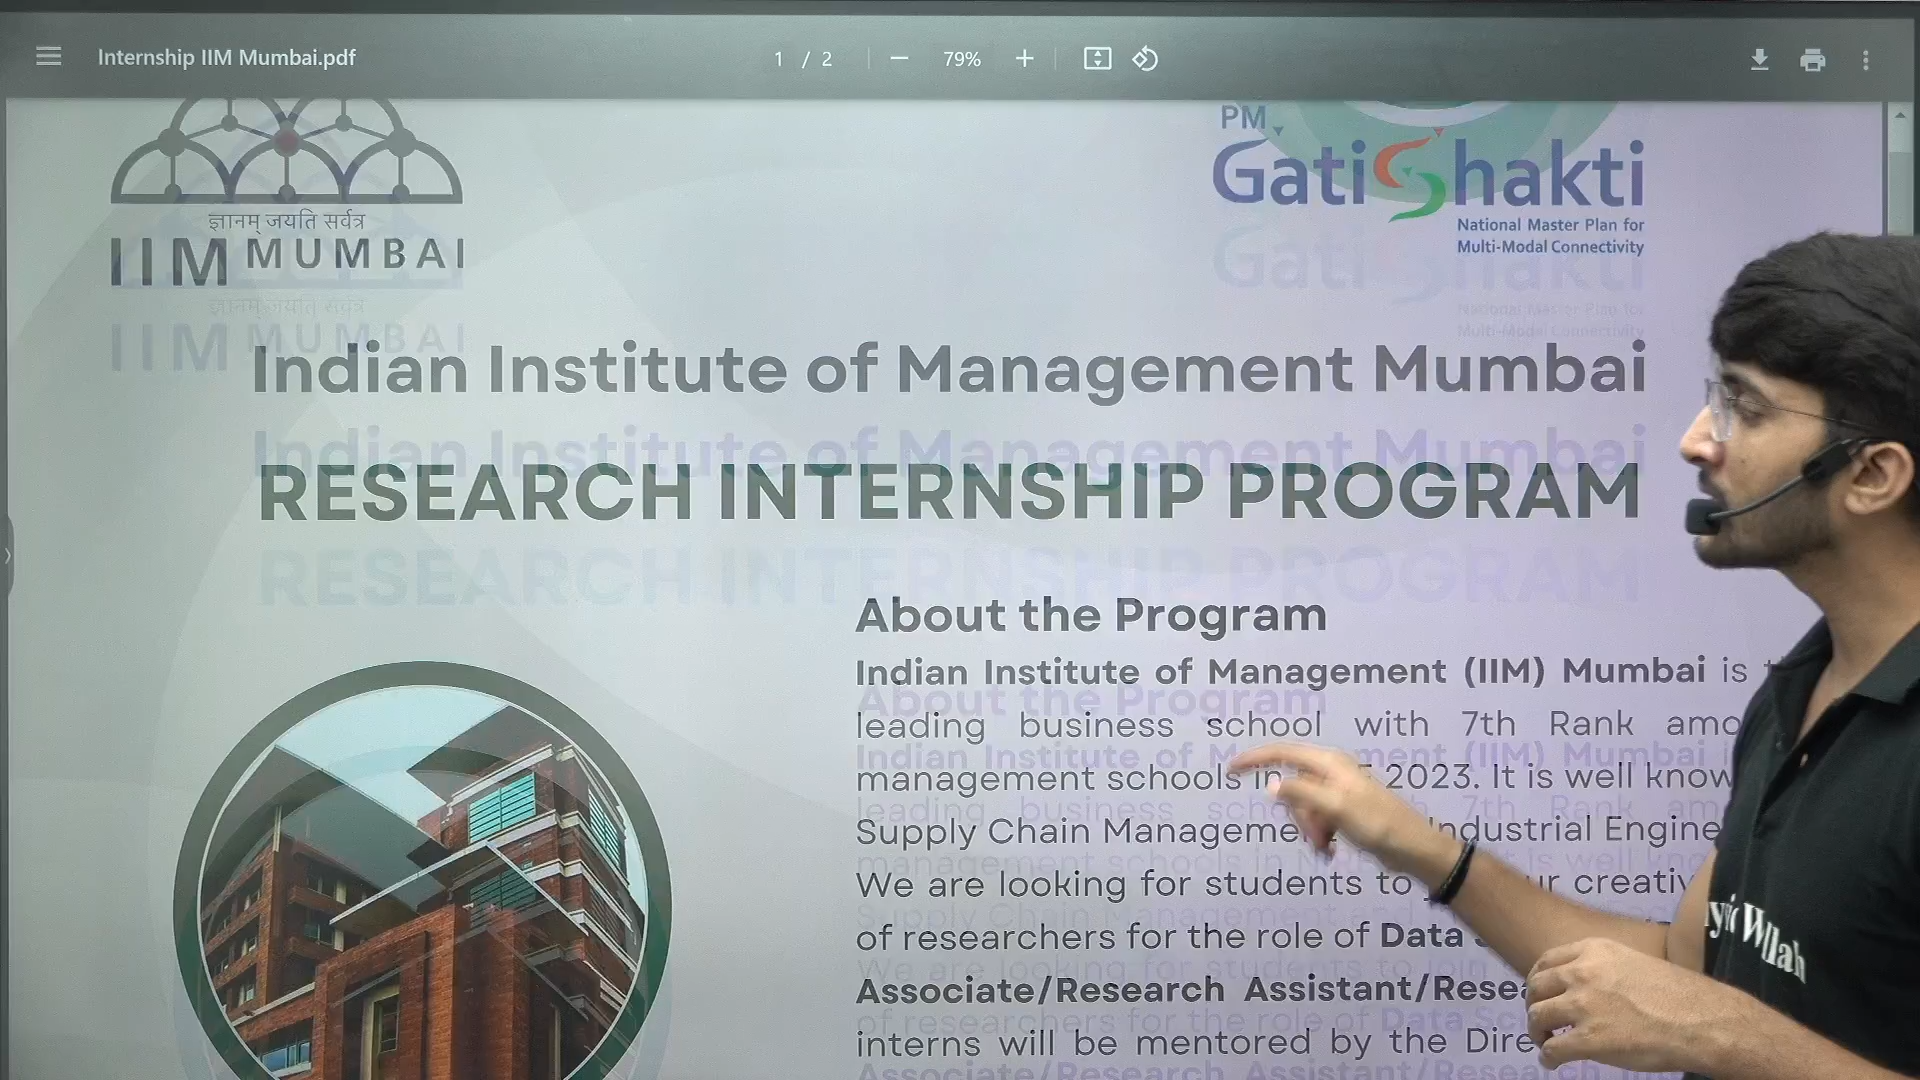 Internship IIM Mumbai.pdf
1 / 2
79%
PM
GatiShakti
National Master Plan for
Multi-Modal Connectivity
ज्ञानम् जयति सर्वत्र
IIM MUMBAI
Indian Institute of Management Mumbai
RESEARCH INTERNSHIP PROGRAM
About the Program
Indian Institute of Management (IIM) Mumbai is
leading business school with 7th Rank
management schools in 2023. It is well
Supply Chain Industrial
We are looking for students to
of researchers for the role of Data
Associate/Research Assistant/
interns will be mentored by the